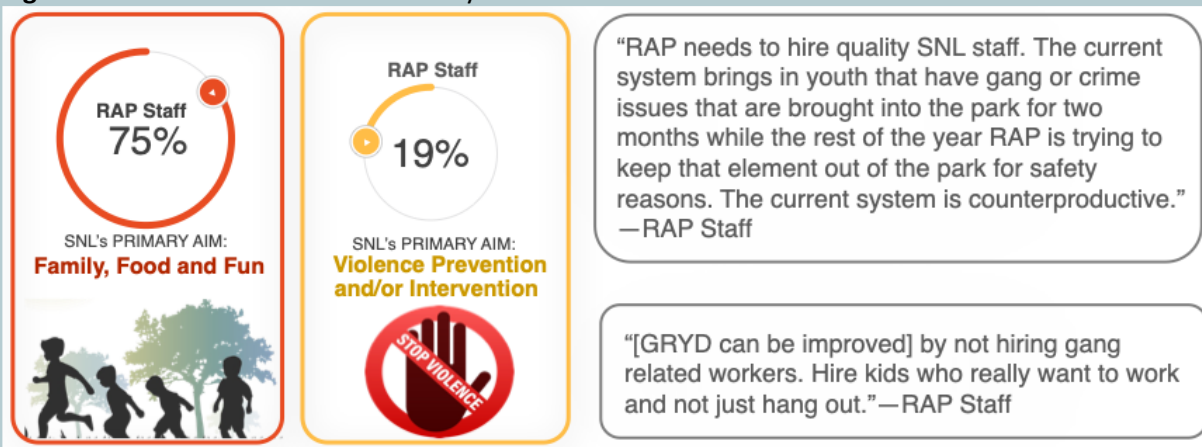 RAP Staff
75%
SNL's PRIMARY AIM:
Family, Food and Fun
RAP Staff
19%
SNL's PRIMARY AIM:
Violence Prevention
and/or Intervention
STOP VIOLENCE
“RAP needs to hire quality SNL staff. The current
system brings in youth that have gang or crime
issues that are brought into the park for two
months while the rest of the year RAP is trying to
keep that element out of the park for safety
reasons. The current system is counterproductive.”
—RAP Staff
“[GRYD can be improved] by not hiring gang
related workers. Hire kids who really want to work
and not just hang out.”—RAP Staff